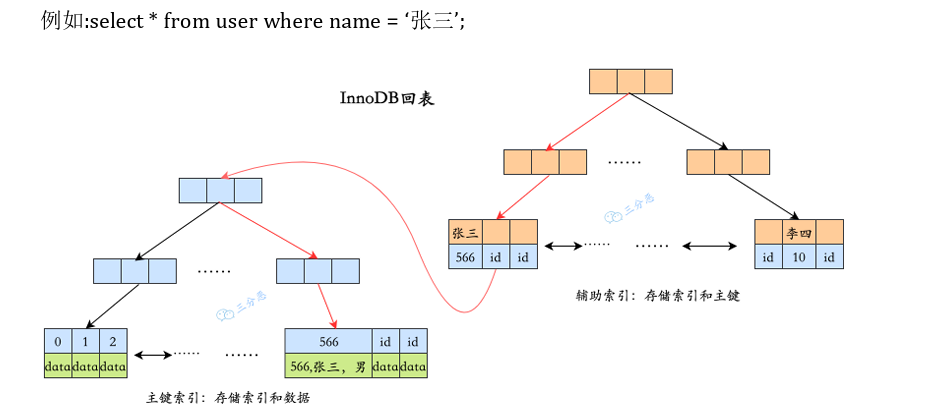 例如:select * from user where name = ‘张三’;
InnoDB回表
三分恶
张三
李四
566 id id
id 10 id
辅助索引：存储索引和主键
三分恶
0 1 2
566 id id
data data data
566,张三，男 data data
主键索引：存储索引和数据